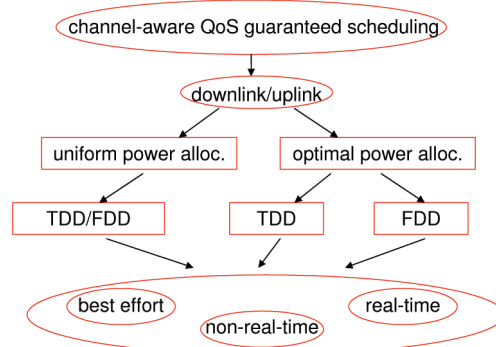 channel-aware QoS guaranteed scheduling
downlink/uplink
uniform power alloc.
optimal power alloc.
TDD/FDD
TDD
FDD
best effort
real-time
non-real-time